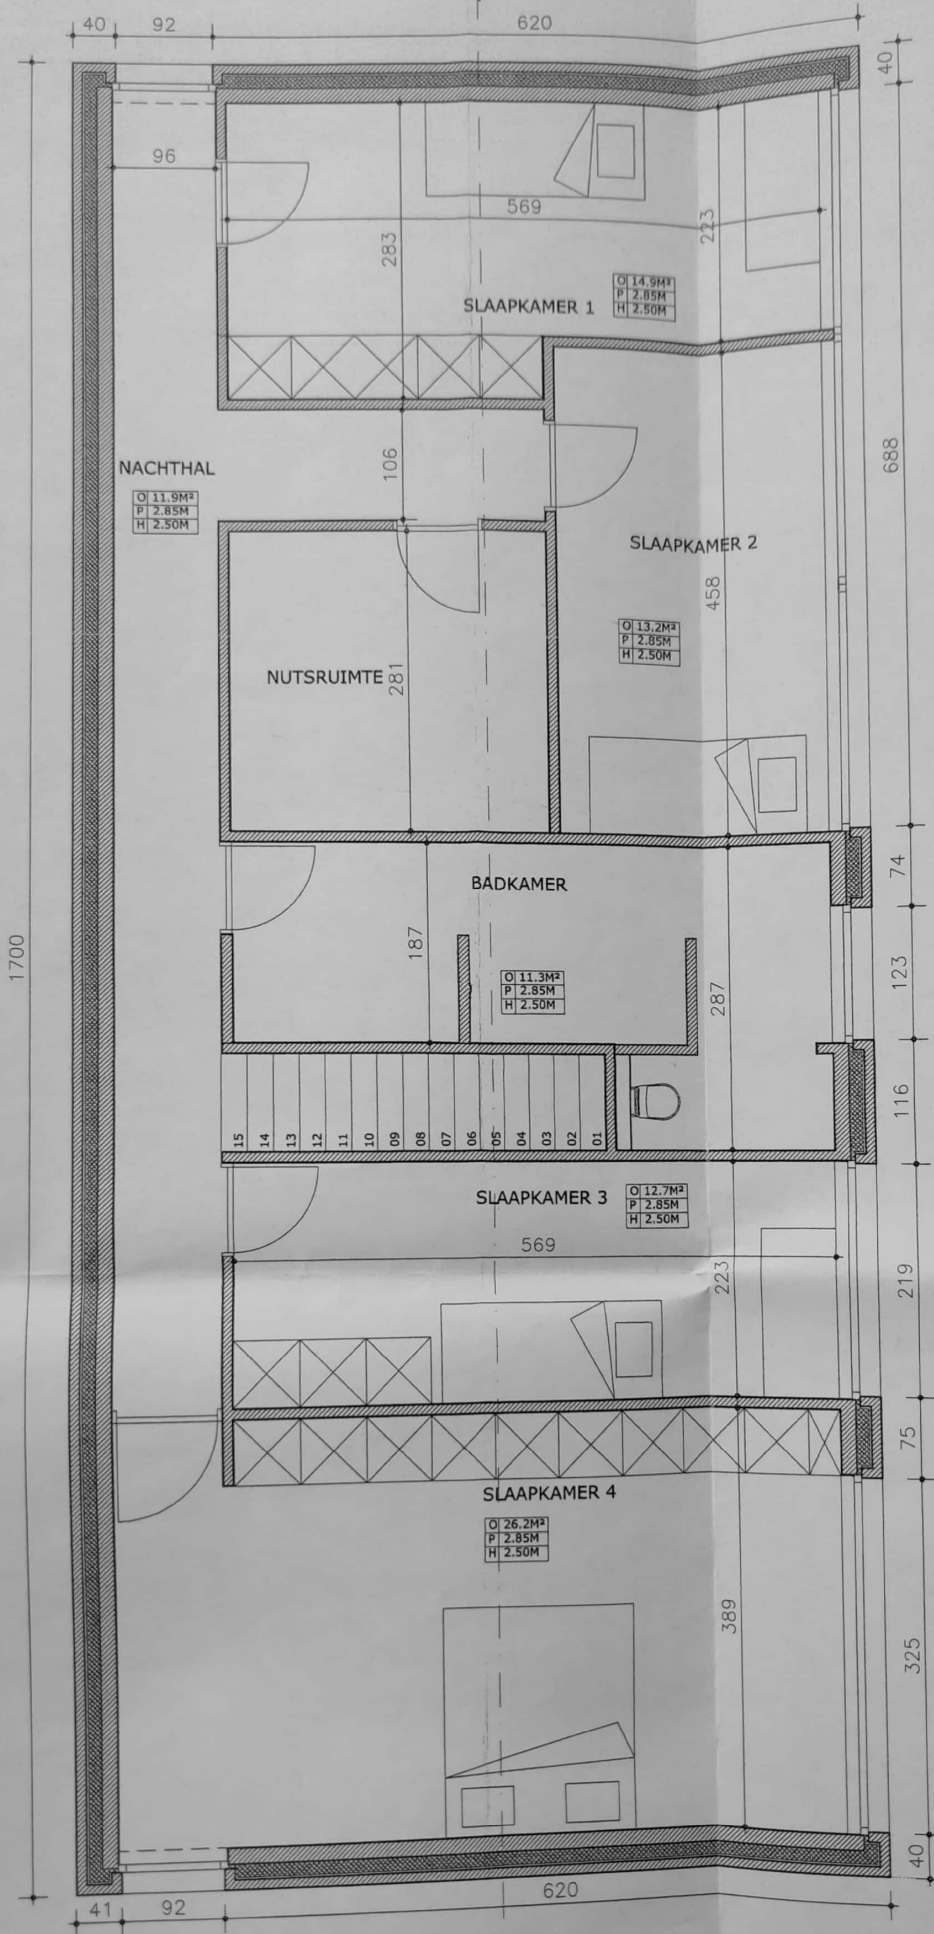 40 92 620
40
96
569
283
223
SLAAPKAMER 1
O 14.9M²
P 2.85M
H 2.50M
688
106
NACHTHAL
O 11.9M²
P 2.85M
H 2.50M
SLAAPKAMER 2
458
O 13.2M²
P 2.85M
H 2.50M
NUTSRUIMTE
281
74
BADKAMER
187
1700
123
O 11.3M²
P 2.85M
H 2.50M
287
116
15 14 13 12 11 10 09 08 07 06 05 04 03 02 01
SLAAPKAMER 3
O 12.7M²
P 2.85M
H 2.50M
569
223
219
75
SLAAPKAMER 4
O 26.2M²
P 2.85M
H 2.50M
389
325
40
41 92 620